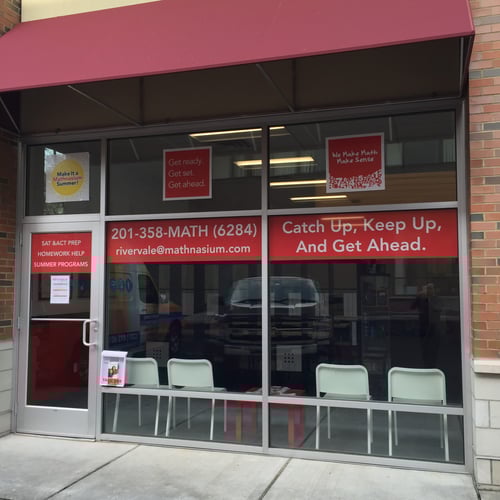 Make It a
Mathnasium
Summer!
Get ready.
Get set.
Get ahead.
We Make Math
Make Sense
SAT & ACT PREP
HOMEWORK HELP
SUMMER PROGRAMS
201-358-MATH (6284)
rivervale@mathnasium.com
Catch Up, Keep Up,
And Get Ahead.